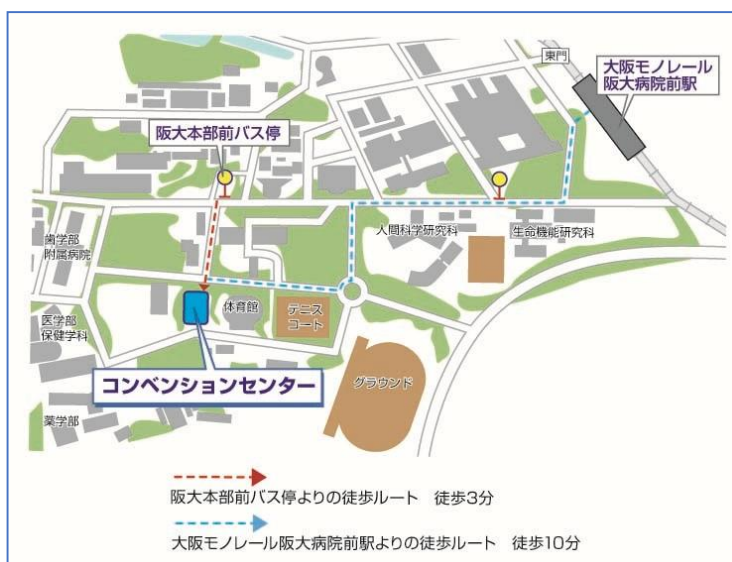 東門
大阪モノレール
阪大病院前駅
阪大本部前バス停
人間科学研究科
生命機能研究科
歯学部
附属病院
体育館
テニス
コート
医学部
保健学科
コンベンションセンター
グラウンド
薬学部
阪大本部前バス停よりの徒歩ルート 徒歩3分
大阪モノレール阪大病院前駅よりの徒歩ルート 徒歩10分